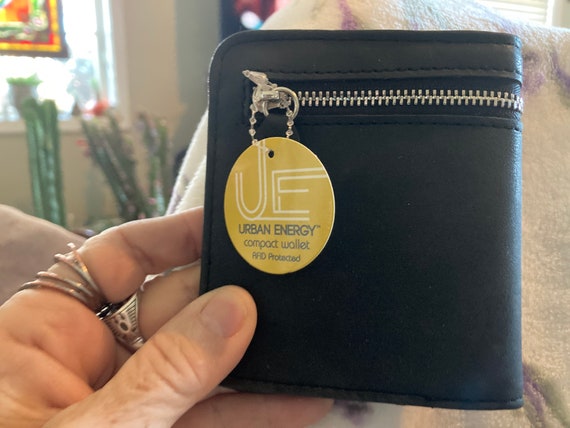 UE
URBAN ENERGY™
compact wallet
RFID Protected